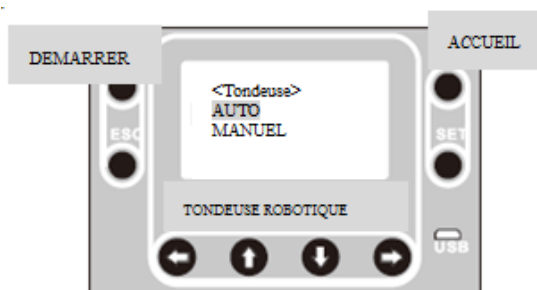 DEMARRER
ACCUEIL
<Tondeuse>
AUTO
MANUEL
ESC
SET
TONDEUSE ROBOTIQUE
USB